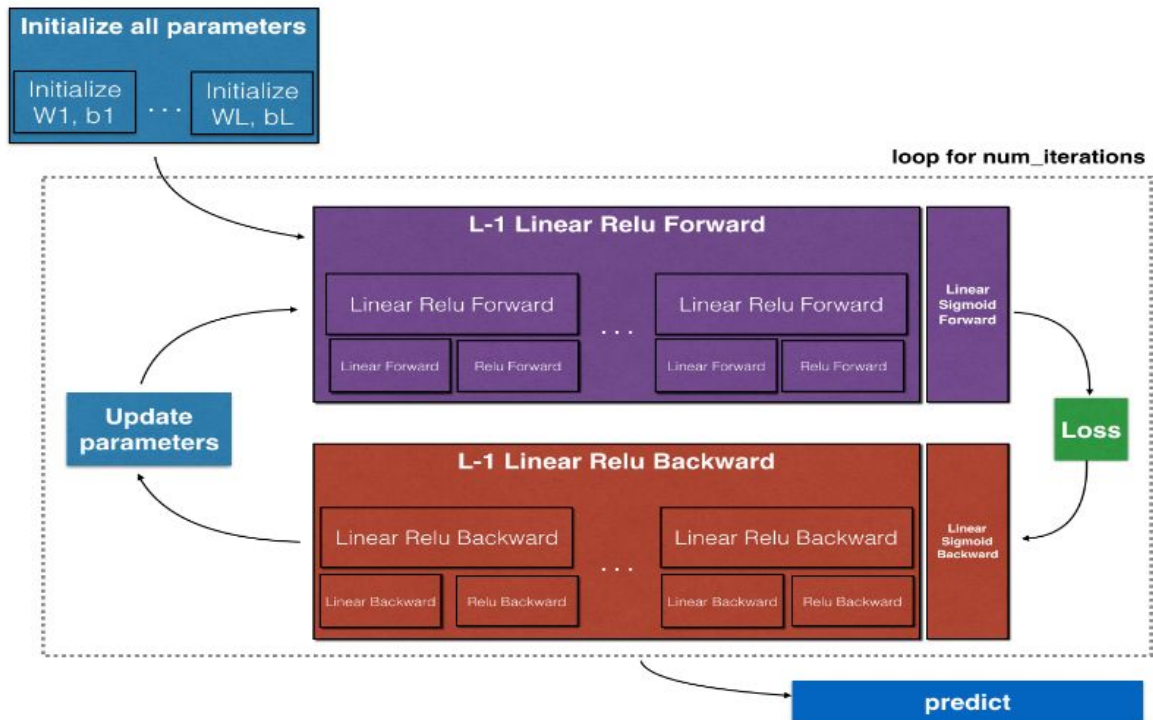 Initialize all parameters
Initialize
W1, b1
. . .
Initialize
WL, bL
loop for num_iterations
L-1 Linear Relu Forward
Linear Relu Forward
. . .
Linear Relu Forward
Linear Forward
Relu Forward
Linear Forward
Relu Forward
Linear
Sigmoid
Forward
Update
parameters
Loss
L-1 Linear Relu Backward
Linear Relu Backward
. . .
Linear Relu Backward
Linear Backward
Relu Backward
Linear Backward
Relu Backward
Linear
Sigmoid
Backward
predict